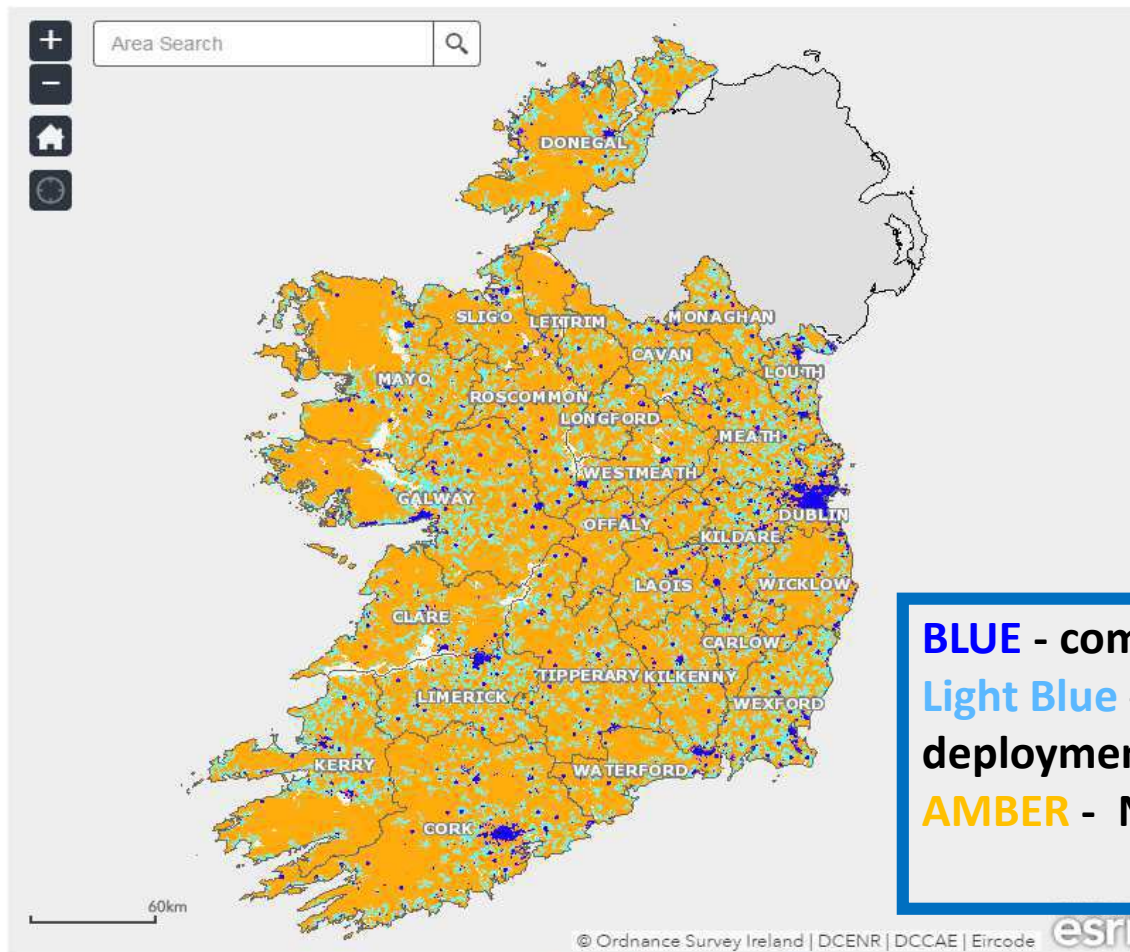 +
Area Search
−
DONEGAL
SLIGO
LEITRIM
MONAGHAN
CAVAN
LOUTH
MAYO
ROSCOMMON
LONGFORD
MEATH
WESTMEATH
GALWAY
DUBLIN
OFFALY
KILDARE
LAOIS
WICKLOW
CLARE
CARLOW
TIPPERARY
KILKENNY
LIMERICK
WEXFORD
KERRY
WATERFORD
CORK
BLUE - com
Light Blue
deploymen
AMBER - N
60km
© Ordnance Survey Ireland | DCENR | DCCAE | Eircode
esri